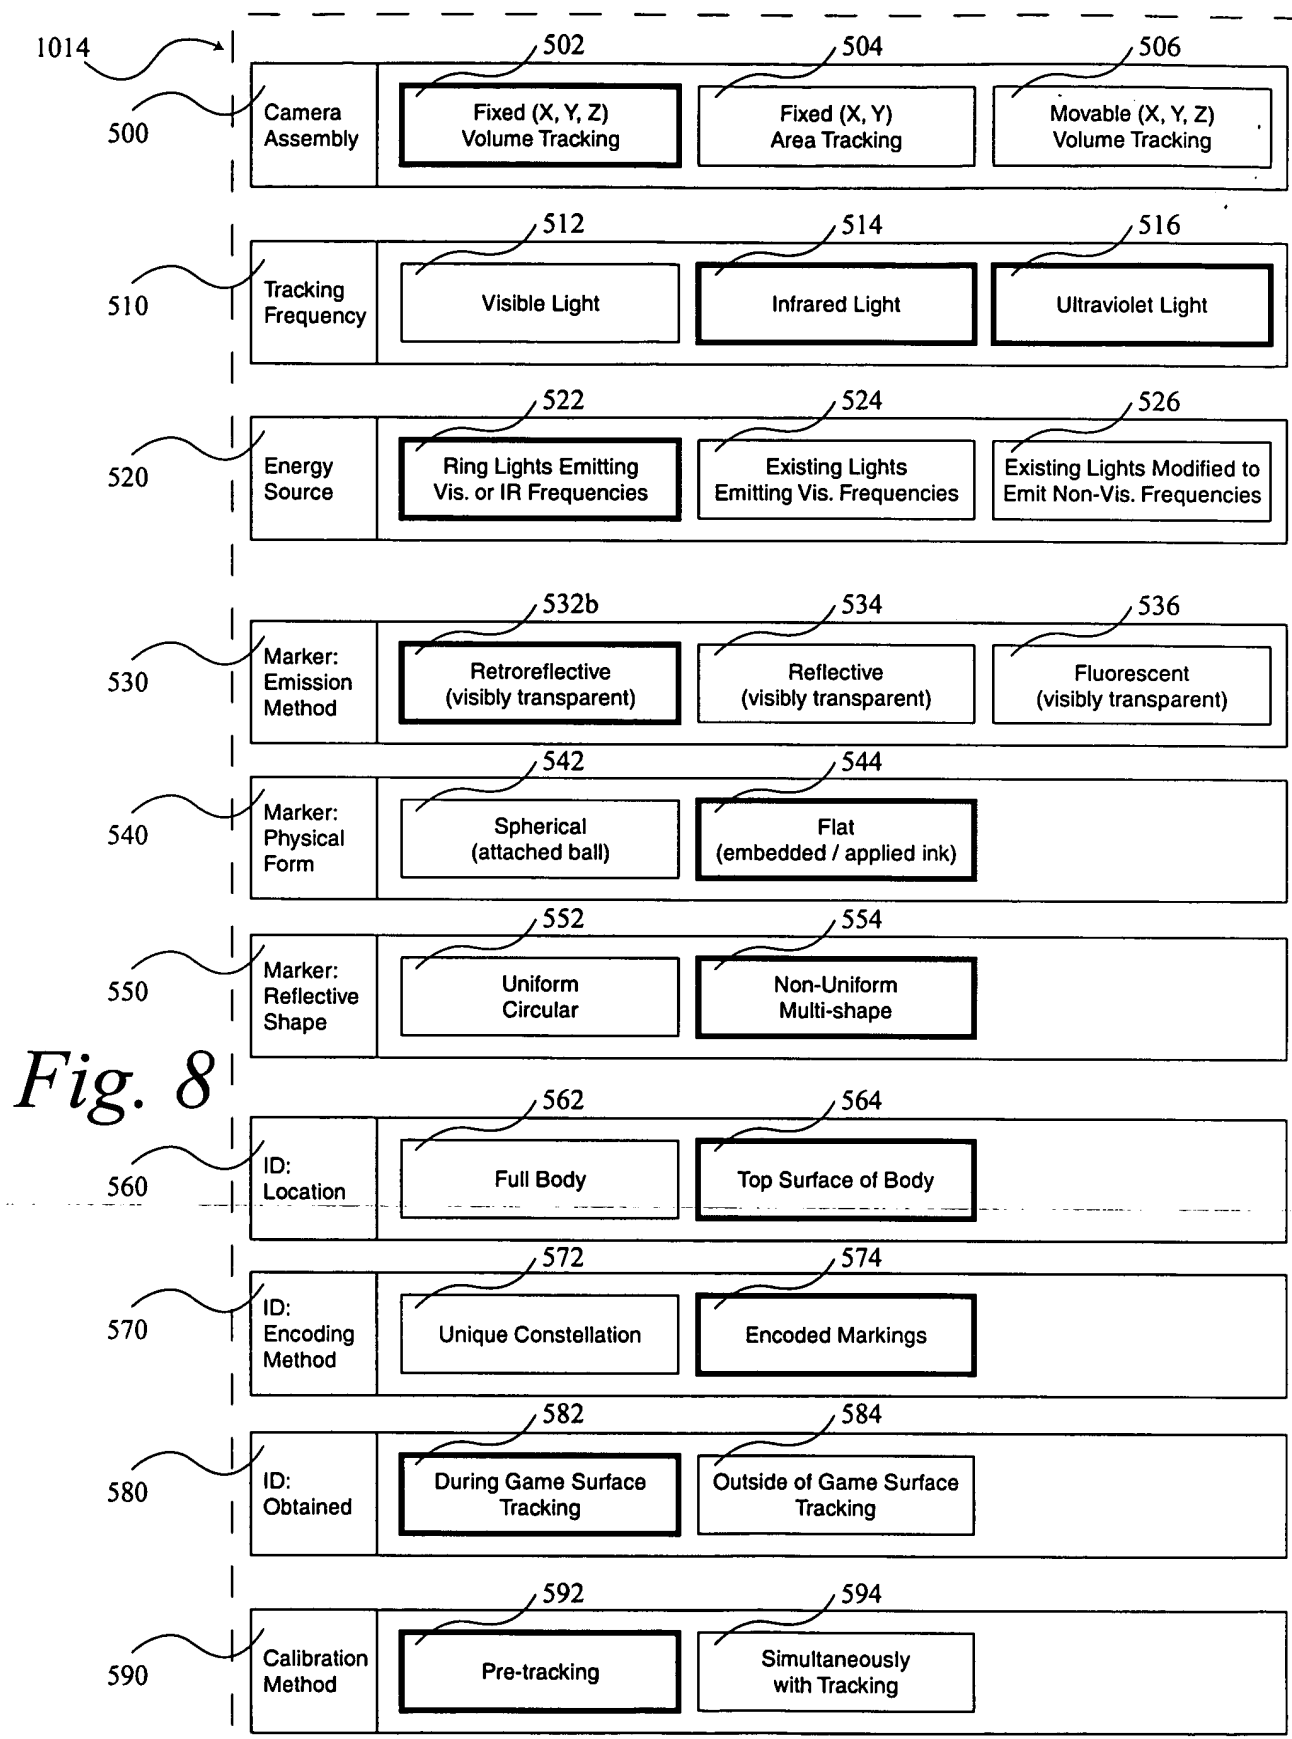 1014
502
504
506
500
Camera
Assembly
Fixed (X, Y, Z)
Volume Tracking
Fixed (X, Y)
Area Tracking
Movable (X, Y, Z)
Volume Tracking
512
514
516
510
Tracking
Frequency
Visible Light
Infrared Light
Ultraviolet Light
522
524
526
520
Energy
Source
Ring Lights Emitting
Vis. or IR Frequencies
Existing Lights
Emitting Vis. Frequencies
Existing Lights Modified to
Emit Non-Vis. Frequencies
532b
534
536
530
Marker:
Emission
Method
Retroreflective
(visibly transparent)
Reflective
(visibly transparent)
Fluorescent
(visibly transparent)
542
544
540
Marker:
Physical
Form
Spherical
(attached ball)
Flat
(embedded / applied ink)
552
554
550
Marker:
Reflective
Shape
Uniform
Circular
Non-Uniform
Multi-shape
Fig. 8
562
564
560
ID:
Location
Full Body
Top Surface of Body
572
574
570
ID:
Encoding
Method
Unique Constellation
Encoded Markings
582
584
580
ID:
Obtained
During Game Surface
Tracking
Outside of Game Surface
Tracking
592
594
590
Calibration
Method
Pre-tracking
Simultaneously
with Tracking